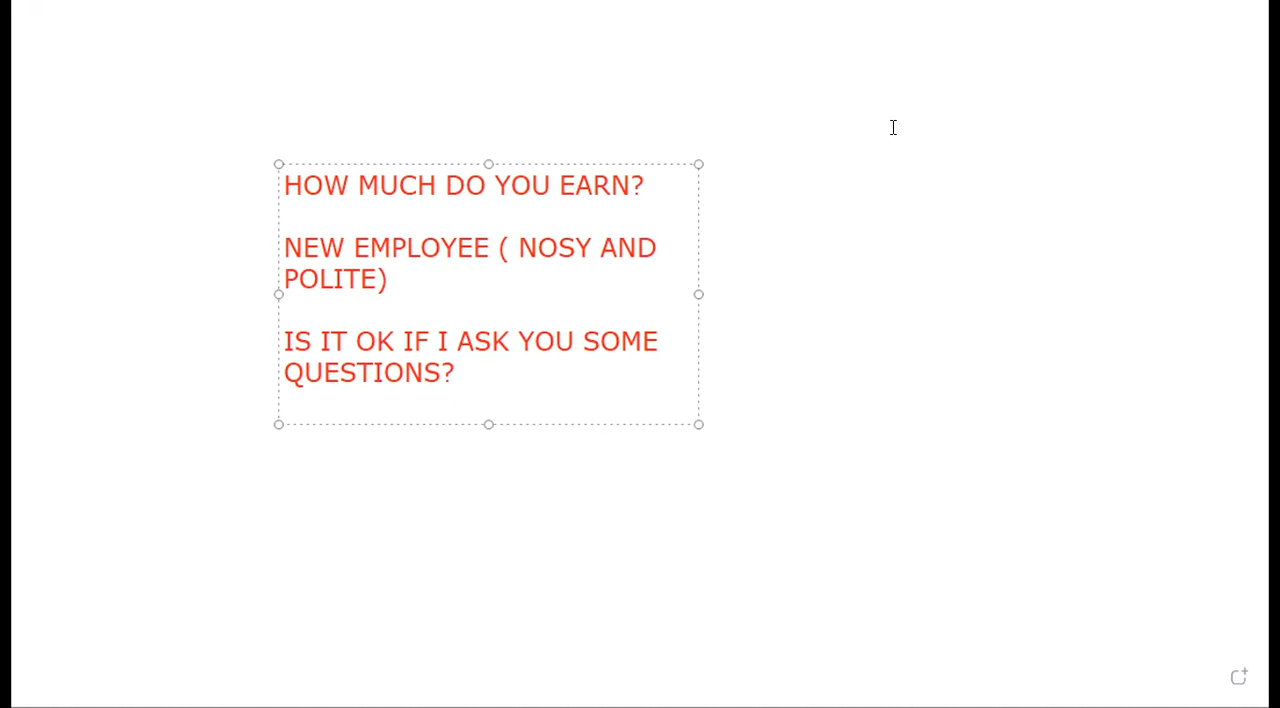 HOW MUCH DO YOU EARN?
NEW EMPLOYEE ( NOSY AND
POLITE)
IS IT OK IF I ASK YOU SOME
QUESTIONS?